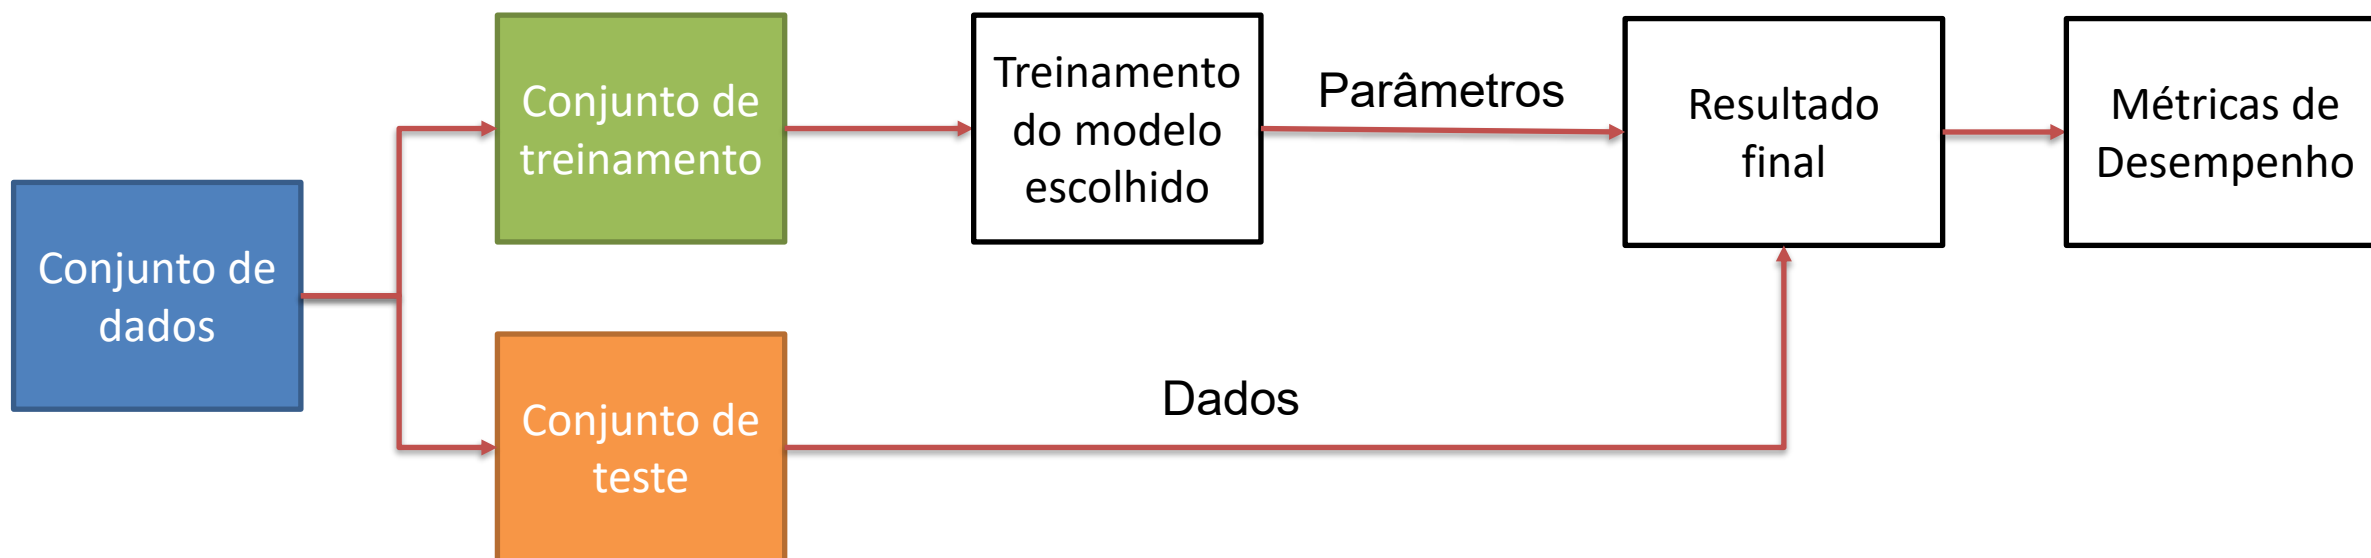 Conjunto de
dados
Conjunto de
treinamento
Treinamento
do modelo
escolhido
Parâmetros
Resultado
final
Métricas de
Desempenho
Conjunto de
teste
Dados